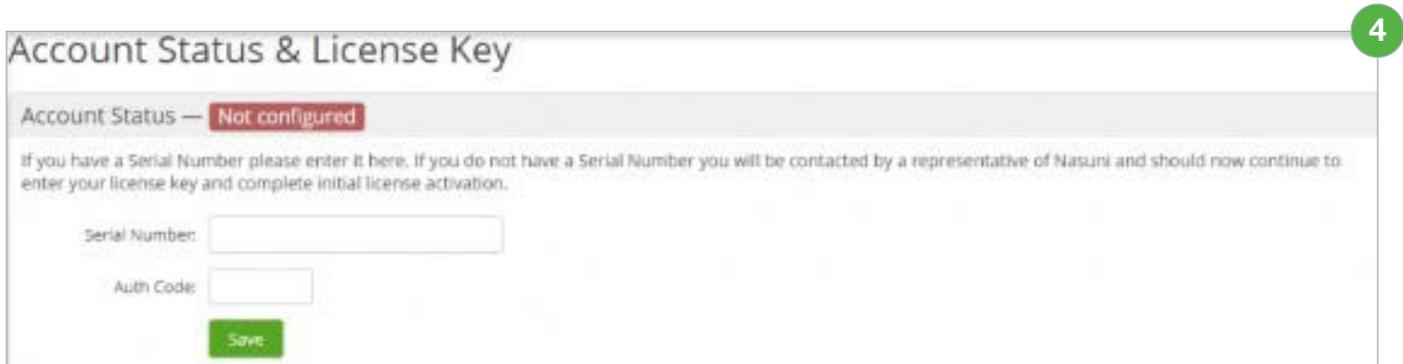 4
Account Status & License Key
Account Status — Not configured
If you have a Serial Number please enter it here. If you do not have a Serial Number you will be contacted by a representative of Nasuni and should now continue to
enter your license key and complete initial license activation.
Serial Number:
Auth Code:
Save